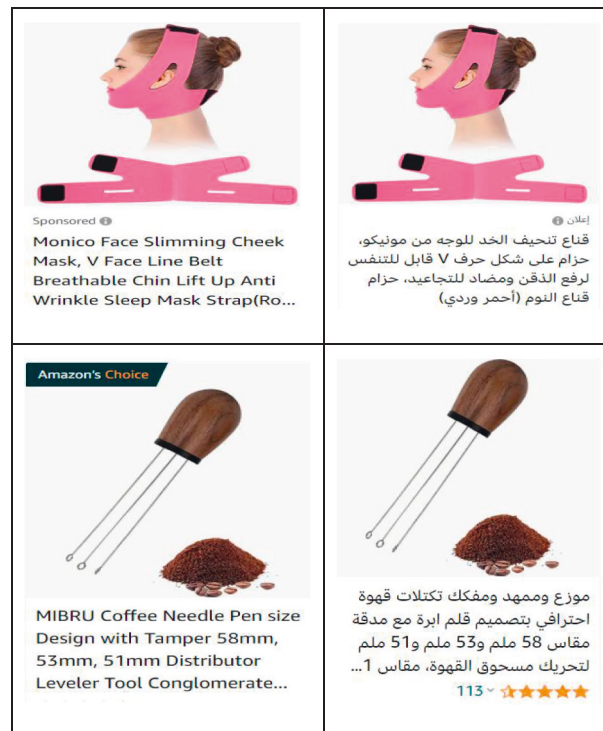 Sponsored
Monico Face Slimming Cheek
Mask, V Face Line Belt
Breathable Chin Lift Up Anti
Wrinkle Sleep Mask Strap(Ro...
إعلان
قناع تنحيف الخد للوجه من مونيكو،
حزام على شكل حرف V قابل للتنفس
لرفع الذقن ومضاد للتجاعيد، حزام
قناع النوم (أحمر وردي)
Amazon's Choice
MIBRU Coffee Needle Pen size
Design with Tamper 58mm,
53mm, 51mm Distributor
Leveler Tool Conglomerate...
موزع وممهد ومفكك تكتلات قهوة
احترافي بتصميم قلم ابرة مع مدقة
مقاس 58 ملم و53 ملم و51 ملم
لتحريك مسحوق القهوة، مقاس 1...
113